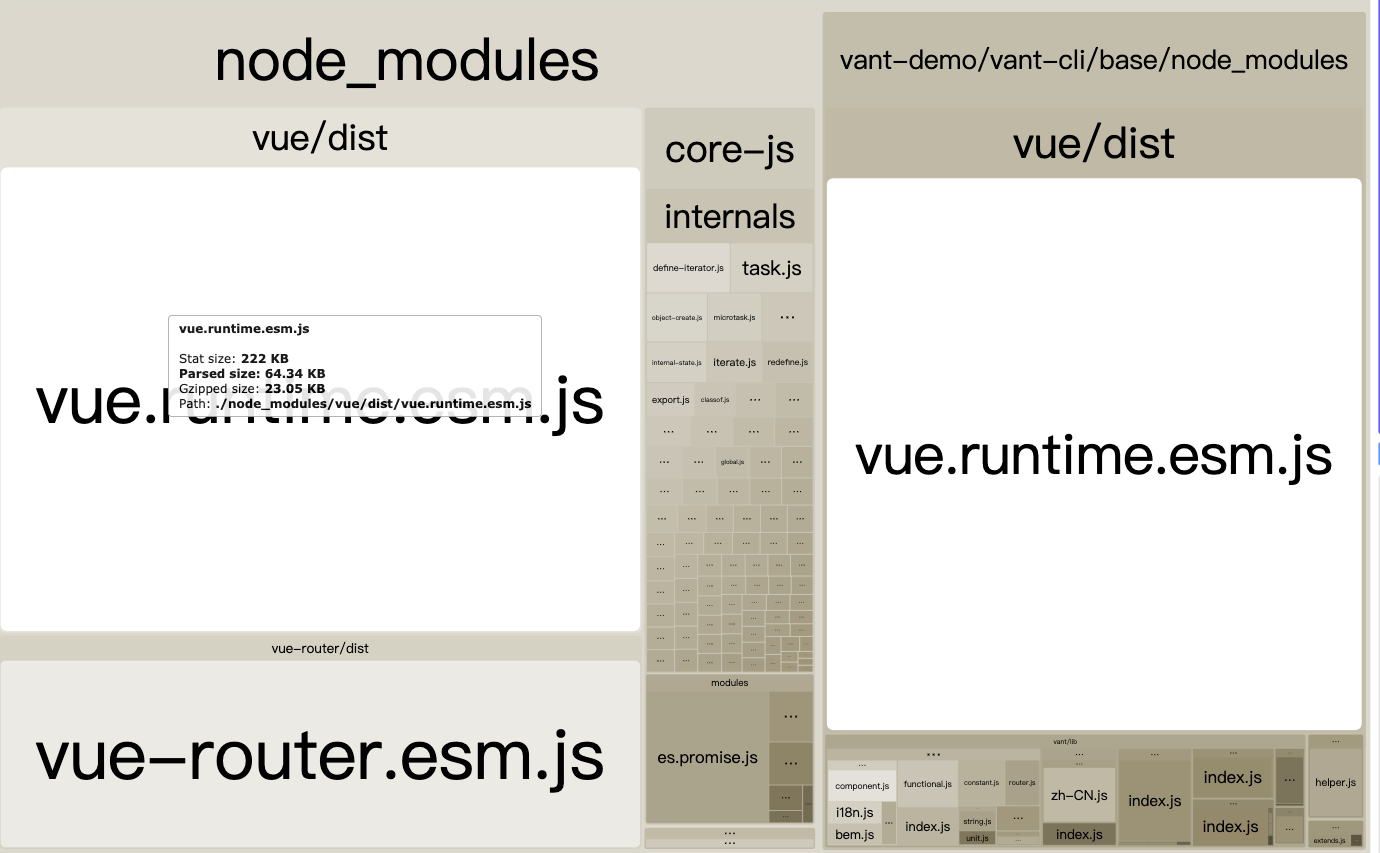 node_modules
vant-demo/vant-cli/base/node_modules
vue/dist
core-js
vue/dist
internals
define-iterator.js
task.js
object-create.js
microtask.js
...
internal-state.js
iterate.js
redefine.js
export.js
classof.js
...
...
global.js
vue.runtime.esm.js
Stat size: 222 KB
Parsed size: 64.34 KB
Gzipped size: 23.05 KB
Path: ./node_modules/vue/dist/vue.runtime.esm.js
vue.runtime.esm.js
vue.runtime.esm.js
vue-router/dist
vue-router.esm.js
modules
es.promise.js
...
...
...
...
...
vant/lib
...
...
component.js
functional.js
constant.js
router.js
i18n.js
bem.js
...
index.js
string.js
unit.js
...
...
...
zh-CN.js
index.js
...
index.js
...
index.js
...
index.js
...
...
...
helper.js
...
extends.js